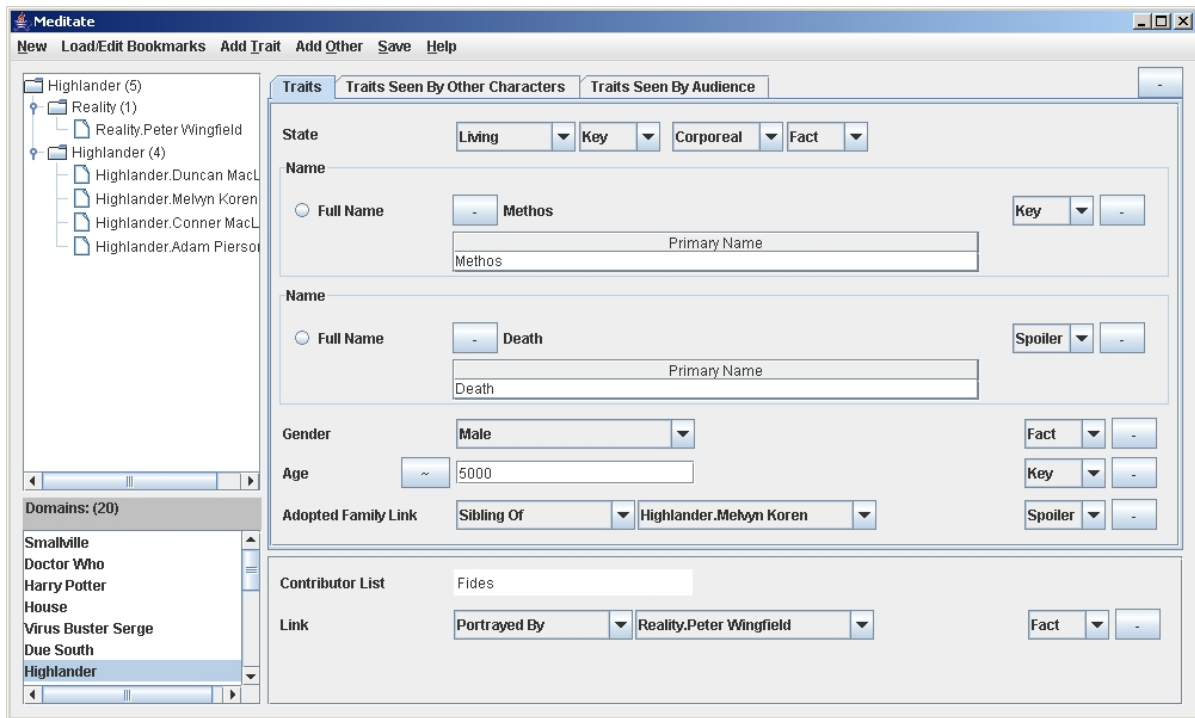 Meditate
New Load/Edit Bookmarks Add Trait Add Other Save Help
Highlander (5)
Reality (1)
Reality.Peter Wingfield
Highlander (4)
Highlander.Duncan MacL
Highlander.Melvyn Koren
Highlander.Conner MacL
Highlander.Adam Pierso
Domains: (20)
Smallville
Doctor Who
Harry Potter
House
Virus Buster Serge
Due South
Highlander
Traits Traits Seen By Other Characters Traits Seen By Audience -
State Living Key Corporeal Fact
Name
Full Name - Methos Key -
Primary Name
Methos
Name
Full Name - Death Spoiler -
Primary Name
Death
Gender Male Fact -
Age ~ 5000 Key -
Adopted Family Link Sibling Of Highlander.Melvyn Koren Spoiler -
Contributor List Fides
Link Portrayed By Reality.Peter Wingfield Fact -